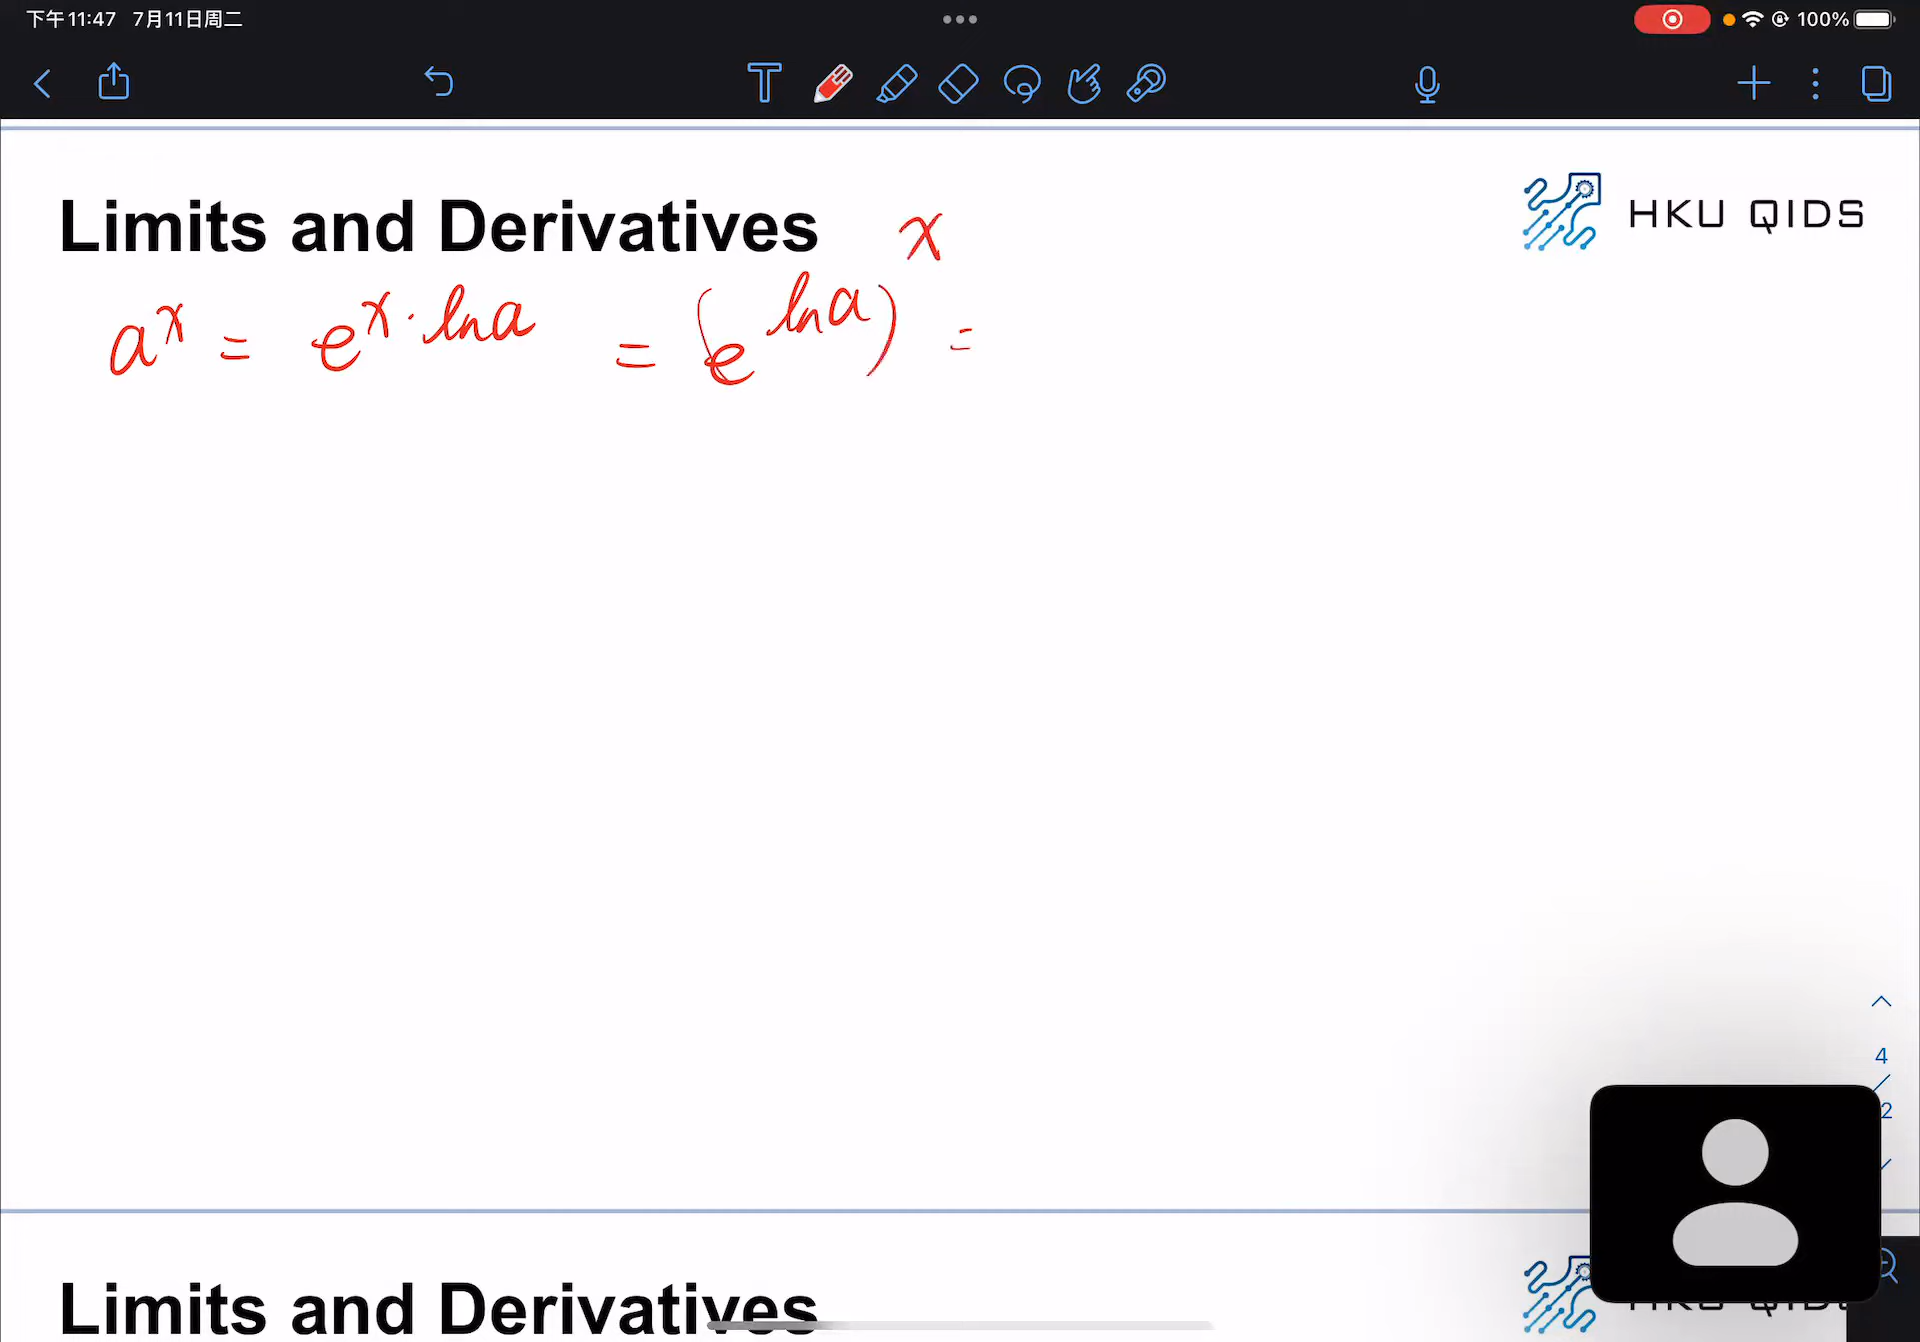 下午11:47 7月11日周二
100%
Limits and Derivatives
HKU QIDS
a^x = e^{x·ln a} = (e^{ln a})^x =
4
2
Limits and Derivatives